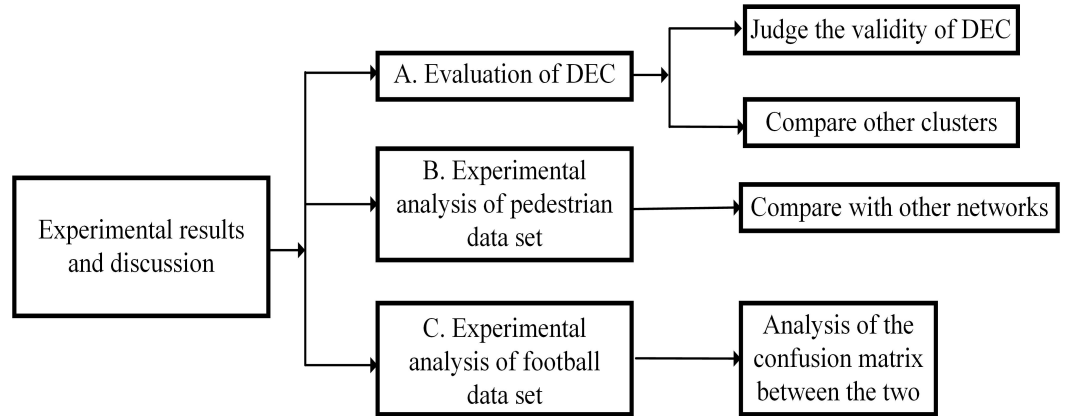 Experimental results
and discussion
A. Evaluation of DEC
Judge the validity of DEC
Compare other clusters
B. Experimental
analysis of pedestrian
data set
Compare with other networks
C. Experimental
analysis of football
data set
Analysis of the
confusion matrix
between the two